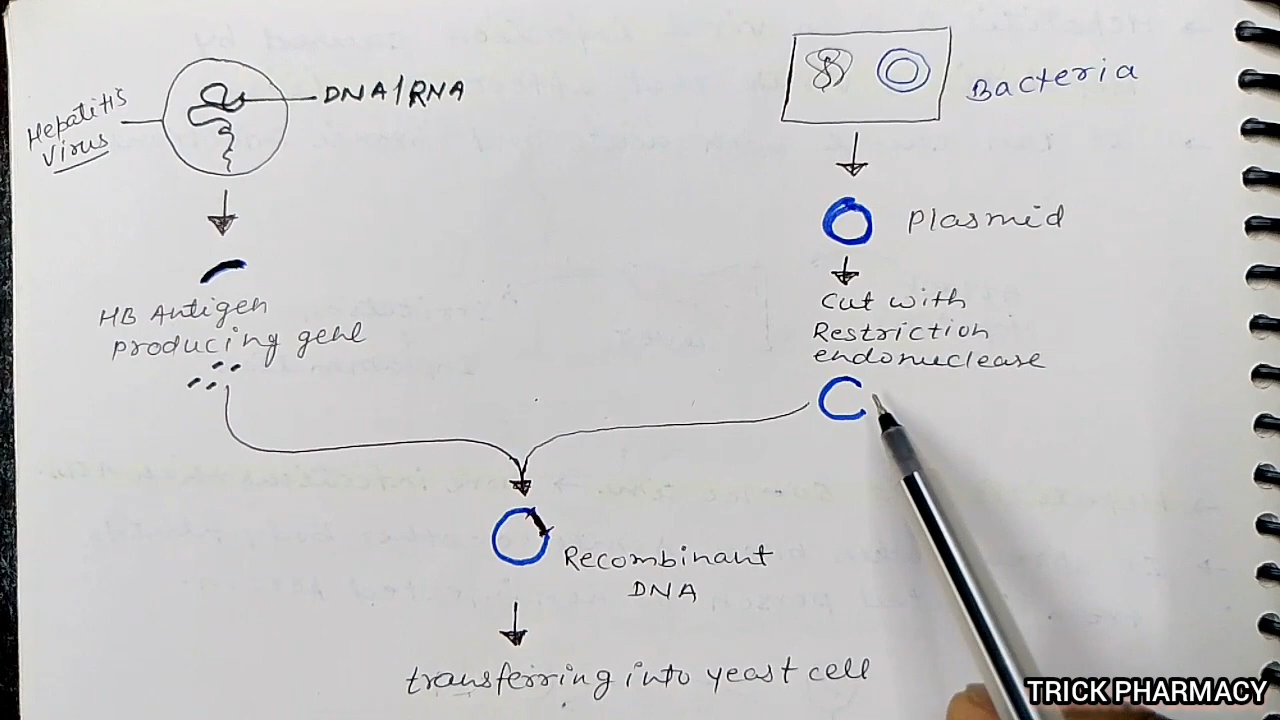 Hepatitis
Virus
DNA/RNA
Bacteria
Plasmid
HB Antigen
producing gene
Cut with
Restriction
endonuclease
Recombinant
DNA
transferring into yeast cell
TRICK PHARMACY